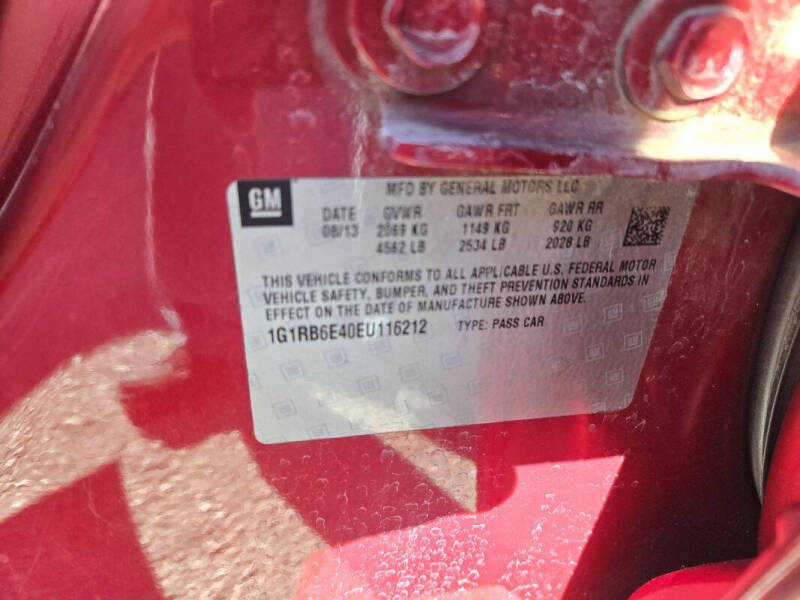 GM
MFD BY GENERAL MOTORS LLC
DATE GVWR GAWR FRT GAWR RR
08/13 2069 KG 1149 KG 920 KG
4562 LB 2534 LB 2028 LB
THIS VEHICLE CONFORMS TO ALL APPLICABLE U.S. FEDERAL MOTOR
VEHICLE SAFETY, BUMPER, AND THEFT PREVENTION STANDARDS IN
EFFECT ON THE DATE OF MANUFACTURE SHOWN ABOVE.
1G1RB6E40EU116212 TYPE: PASS CAR